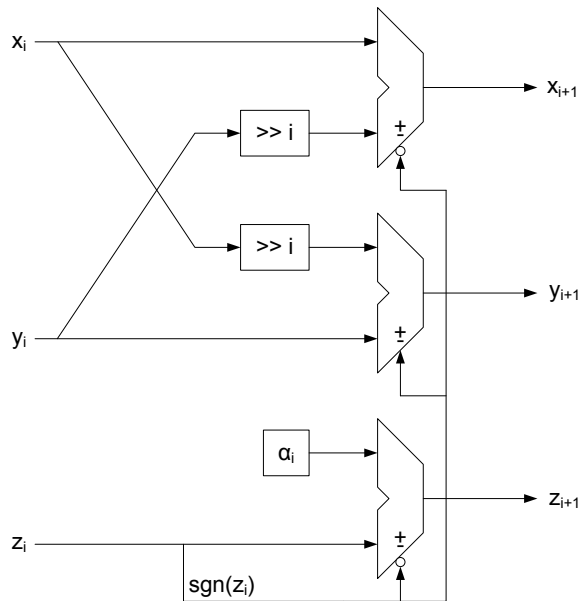 xᵢ
xᵢ₊₁
>> i
±
>> i
yᵢ₊₁
yᵢ
±
αᵢ
zᵢ₊₁
zᵢ
±
sgn(zᵢ)